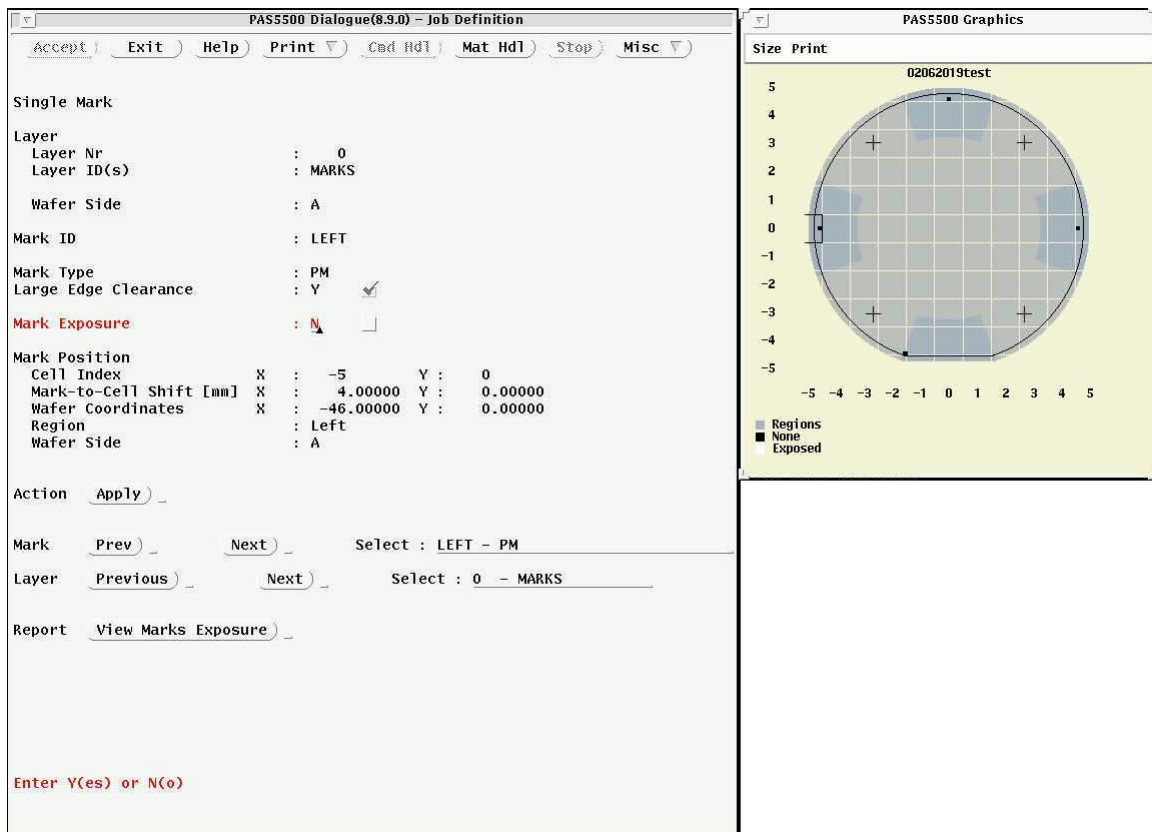 PAS5500 Dialogue(8.9.0) – Job Definition
Accept Exit Help Print Cmd Hdl Mat Hdl Stop Misc
Single Mark
Layer
Layer Nr : 0
Layer ID(s) : MARKS
Wafer Side : A
Mark ID : LEFT
Mark Type : PM
Large Edge Clearance : Y
Mark Exposure : N
Mark Position
Cell Index X : -5 Y : 0
Mark-to-Cell Shift [mm] X : 4.00000 Y : 0.00000
Wafer Coordinates X : -46.00000 Y : 0.00000
Region : Left
Wafer Side : A
Action Apply
Mark Prev Next Select : LEFT - PM
Layer Previous Next Select : 0 - MARKS
Report View Marks Exposure
Enter Y(es) or N(o)
PAS5500 Graphics
Size Print
02062019test
5
4
3
2
1
0
-1
-2
-3
-4
-5
-5 -4 -3 -2 -1 0 1 2 3 4 5
Regions
None
Exposed